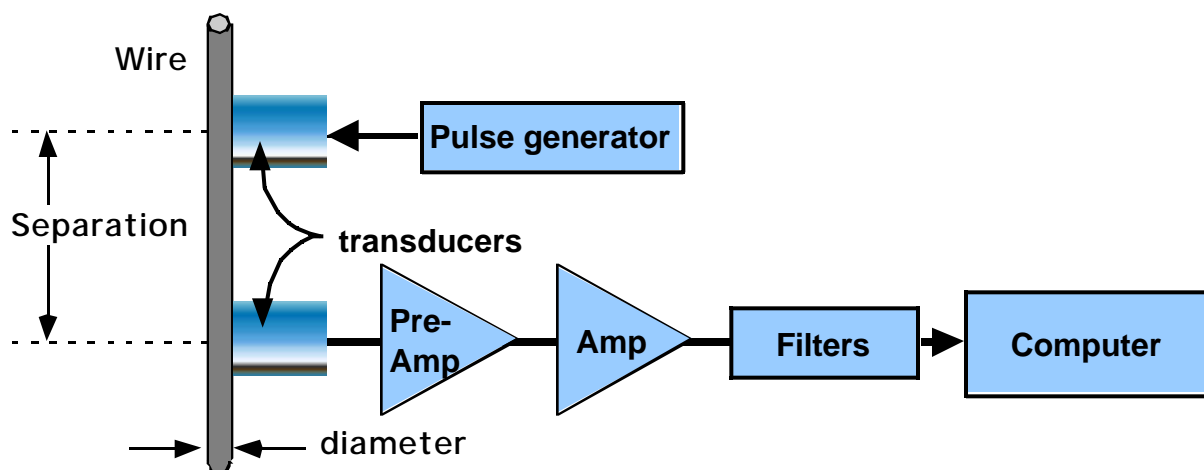 Wire
Pulse generator
Separation
transducers
Pre-
Amp
Amp
Filters
Computer
diameter